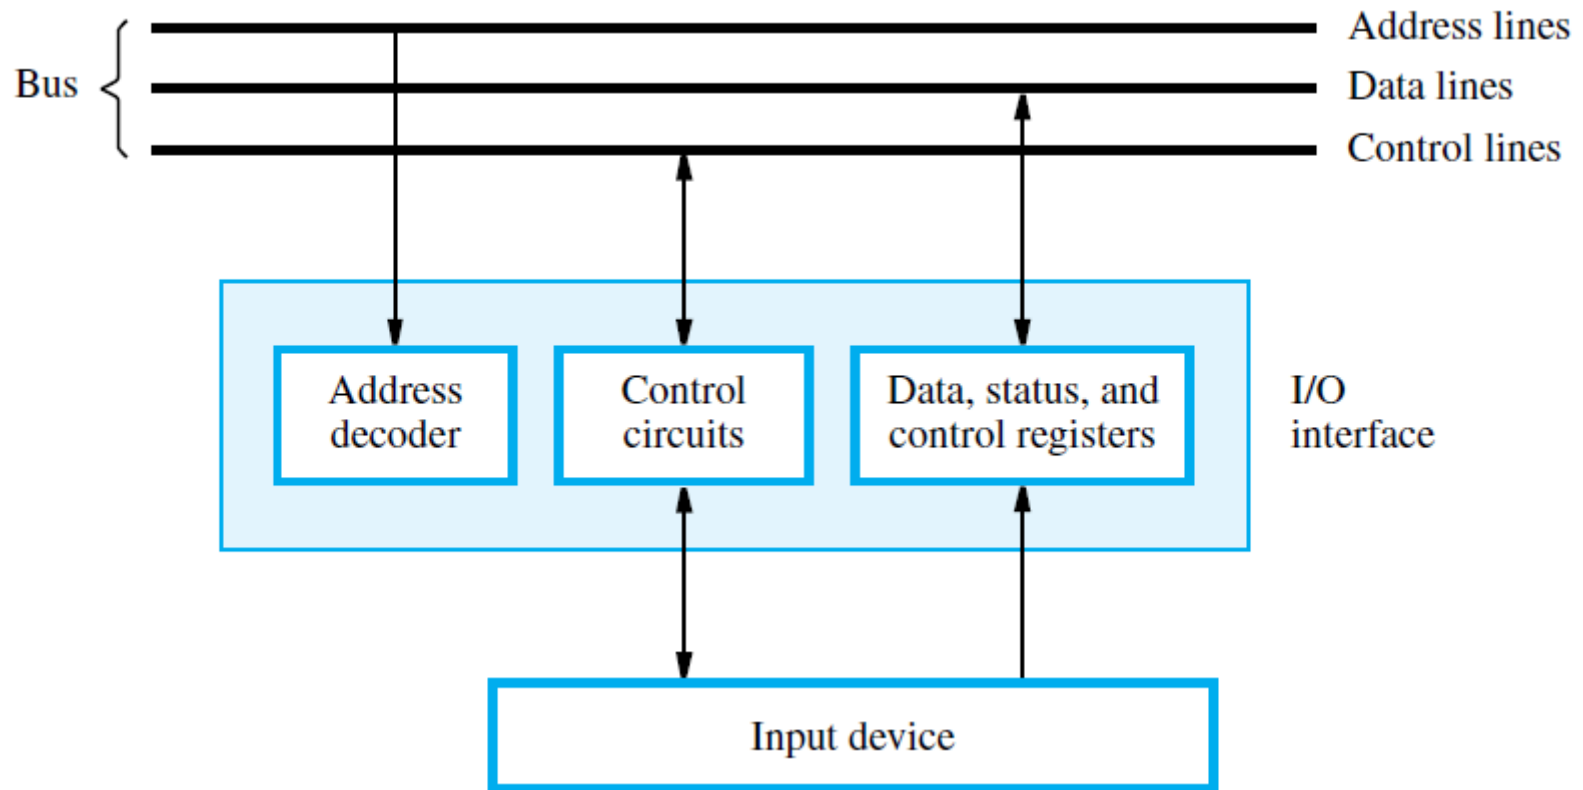 Address lines
Bus
Data lines
Control lines
Address
decoder
Control
circuits
Data, status, and
control registers
I/O
interface
Input device